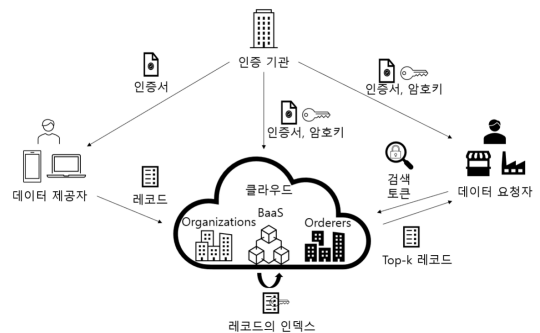 인증 기관
인증서
인증서, 암호키
인증서, 암호키
데이터 제공자
레코드
클라우드
Organizations
BaaS
Orderers
검색
토큰
데이터 요청자
Top-k 레코드
레코드의 인덱스